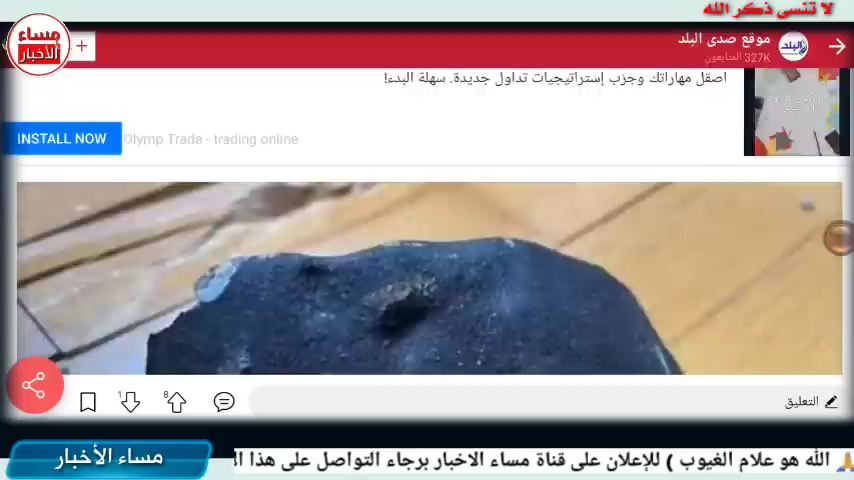 لا تنسى ذكر الله
مساء
الأخبار
موقع صدى البلد
327K المتابعون
البلد
اصقل مهاراتك وجزب إستراتيجيات تداول جديدة. سهلة البدء!
INSTALL NOW
Olymp Trade - trading online
1
8
التعليق
مساء الأخبار
الله هو علام الغيوب ) للإعلان على قناة مساء الاخبار برجاء التواصل على هذا